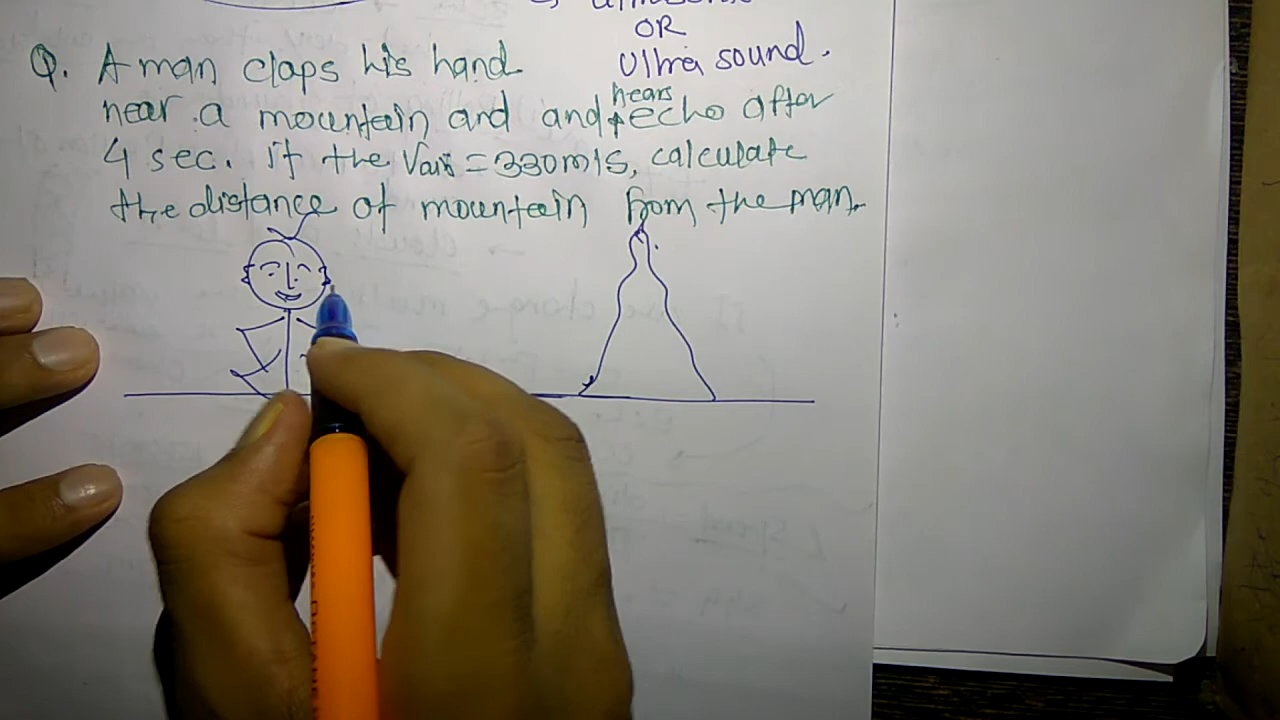 OR
Ultra sound.
Q. A man claps his hand
near a mountain and and hears echo after
4 sec. If the Vair = 330m/s, calculate
the distance of mountain from the man.